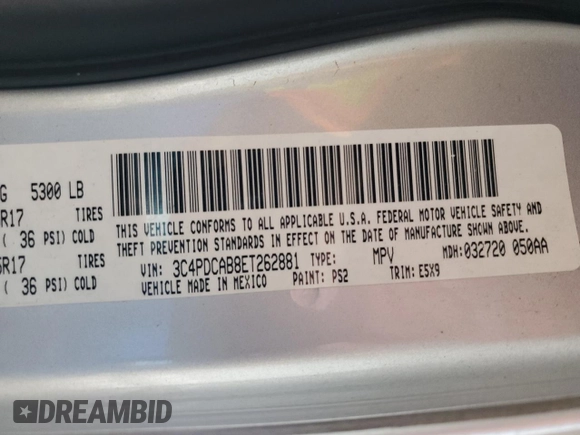 G 5300 LB
R17 TIRES
( 36 PSI) COLD
5R17 TIRES
( 36 PSI) COLD
THIS VEHICLE CONFORMS TO ALL APPLICABLE U.S.A. FEDERAL MOTOR VEHICLE SAFETY AND
THEFT PREVENTION STANDARDS IN EFFECT ON THE DATE OF MANUFACTURE SHOWN ABOVE.
VIN: 3C4PDCAB8ET262881 TYPE: MPV MDH: 032720 050AA
VEHICLE MADE IN MEXICO PAINT: PS2 TRIM: E5X9
DREAMBID